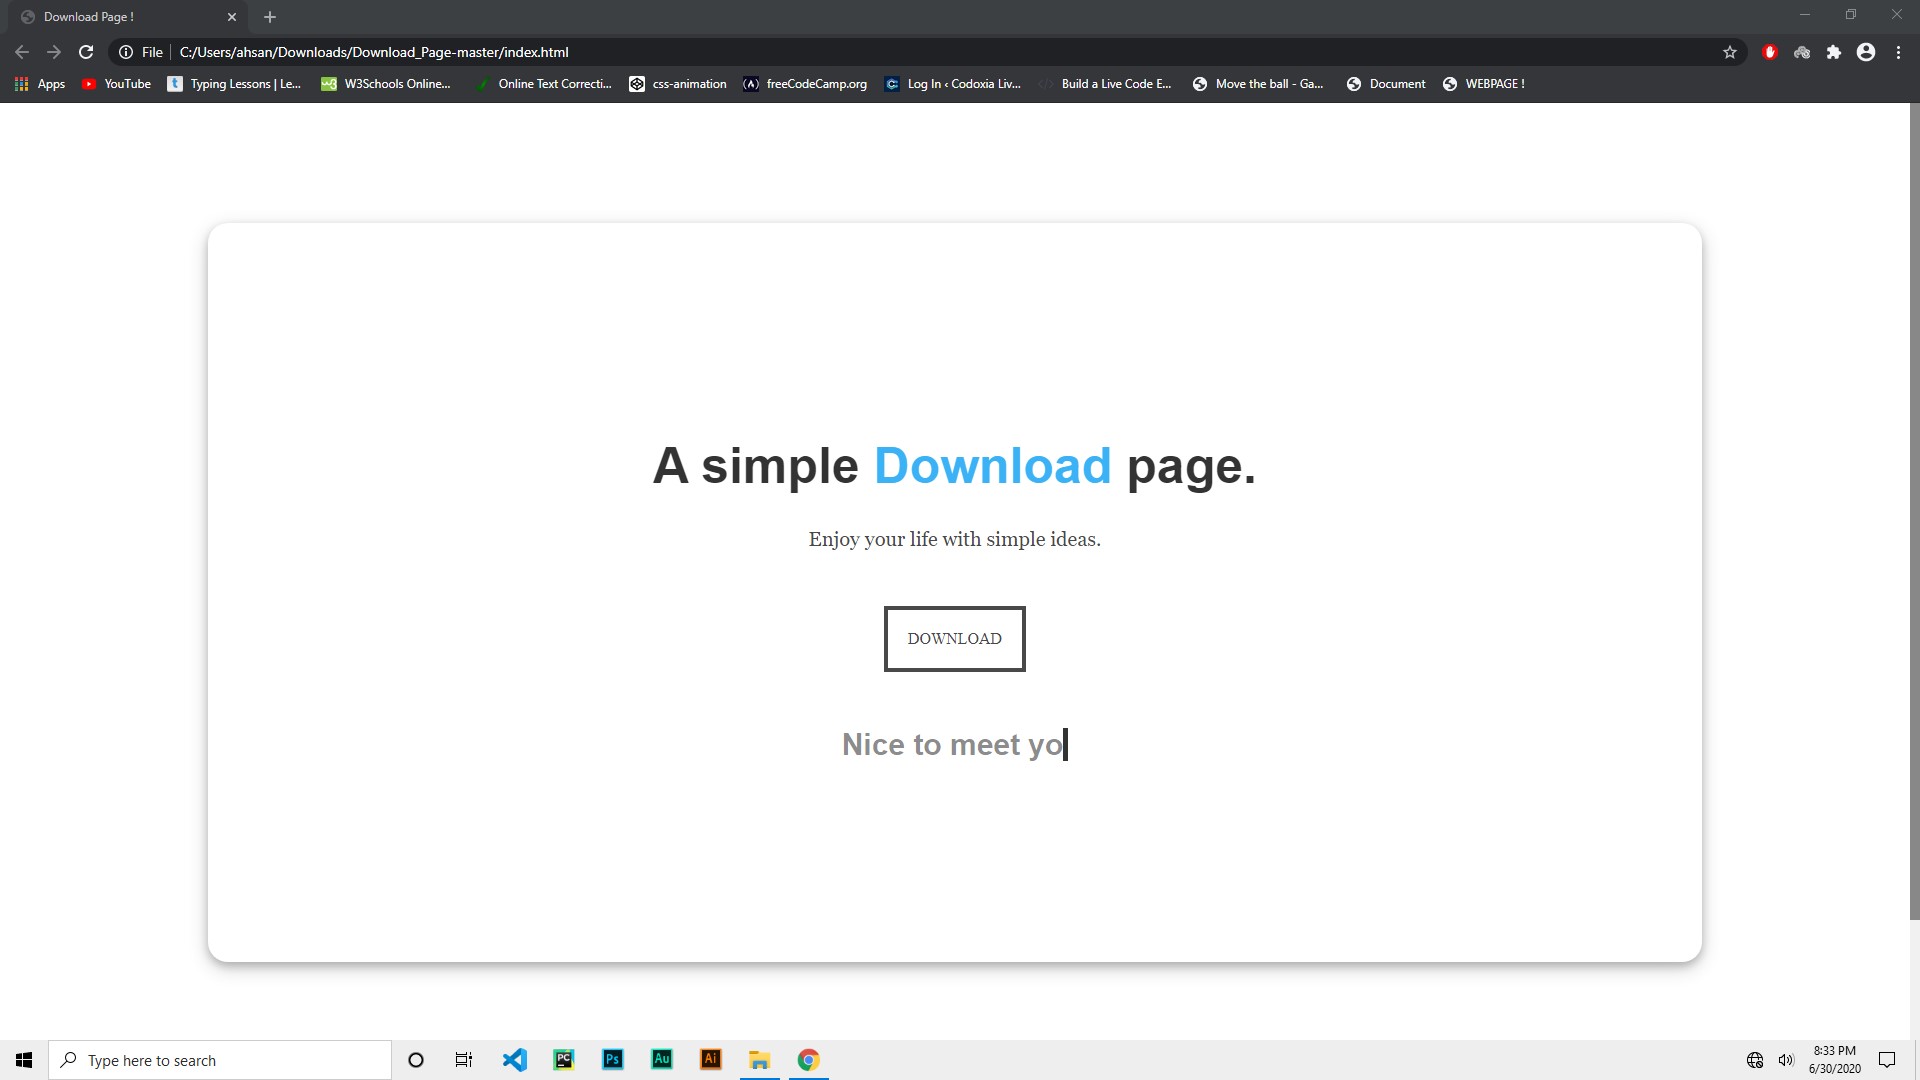 Download Page !
File C:/Users/ahsan/Downloads/Download_Page-master/index.html
Apps YouTube Typing Lessons | Le... W3Schools Online... Online Text Correcti... css-animation freeCodeCamp.org Log In ‹ Codoxia Liv... Build a Live Code E... Move the ball - Ga... Document WEBPAGE !
A simple Download page.
Enjoy your life with simple ideas.
DOWNLOAD
Nice to meet yo
Type here to search
PC Ps Au Ai
8:33 PM
6/30/2020